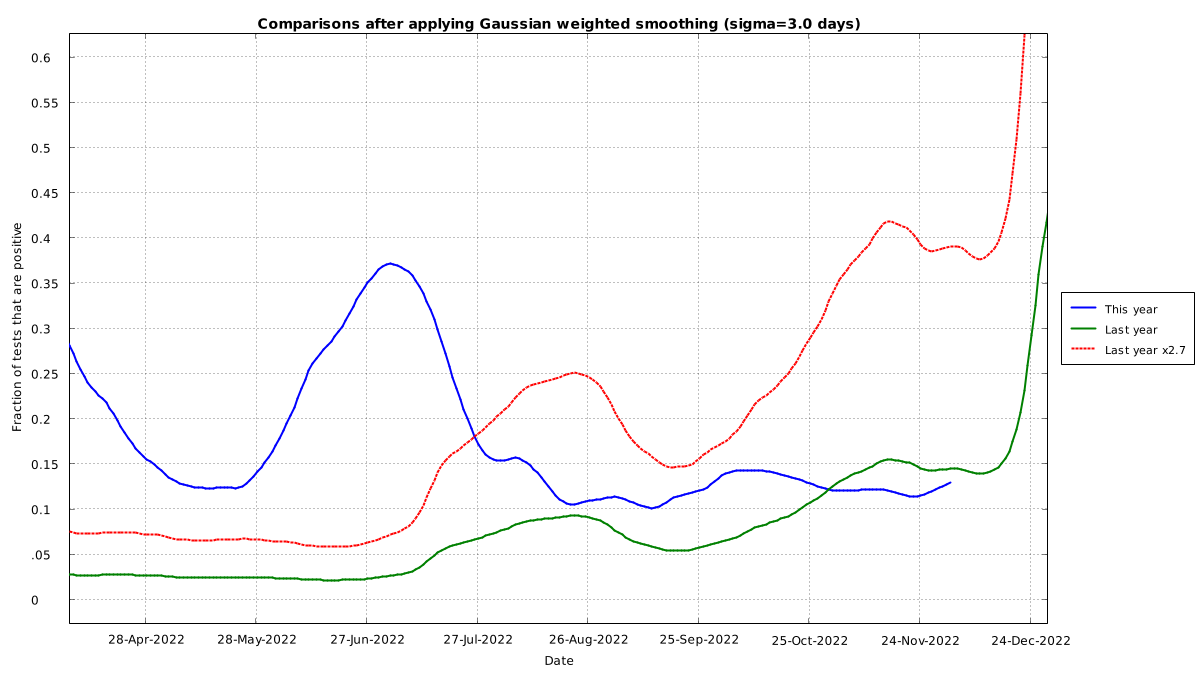 Comparisons after applying Gaussian weighted smoothing (sigma=3.0 days)
0.6
0.55
0.5
0.45
0.4
0.35
0.3
0.25
0.2
0.15
0.1
.05
0
Fraction of tests that are positive
28-Apr-2022 28-May-2022 27-Jun-2022 27-Jul-2022 26-Aug-2022 25-Sep-2022 25-Oct-2022 24-Nov-2022 24-Dec-2022
Date
This year
Last year
Last year x2.7